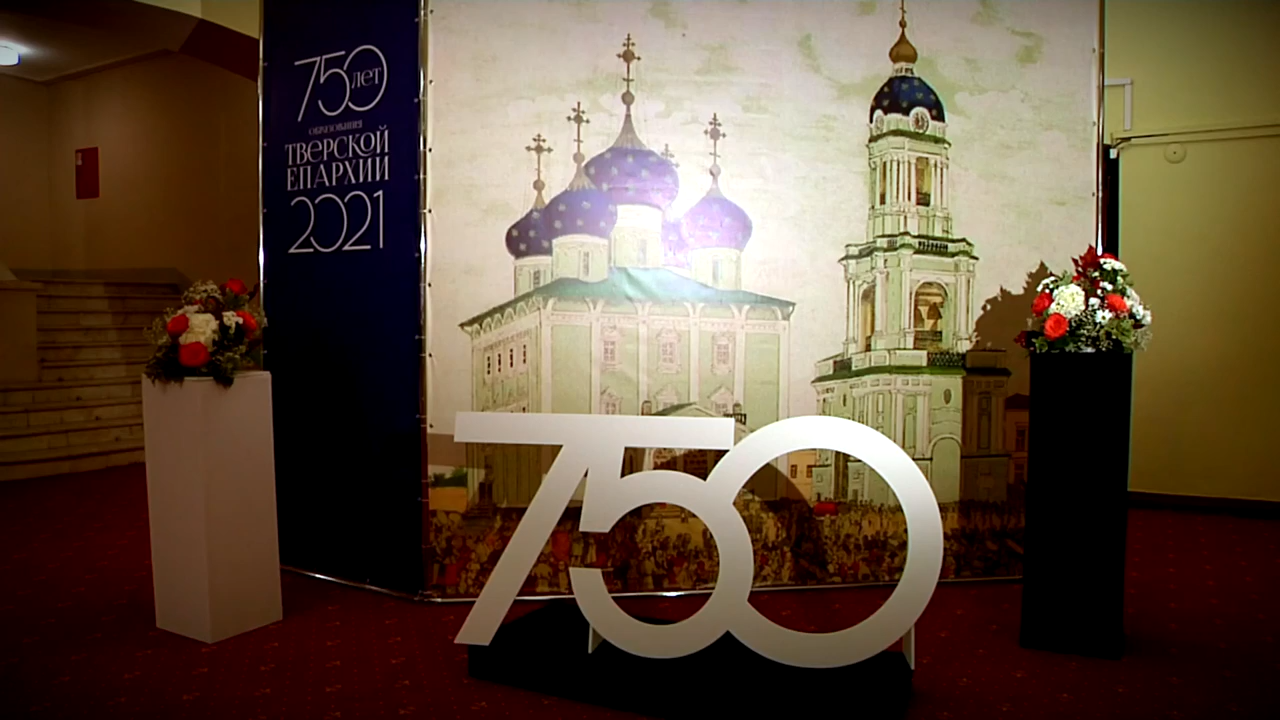 750 лет
образования
Тверской
епархии
2021
750